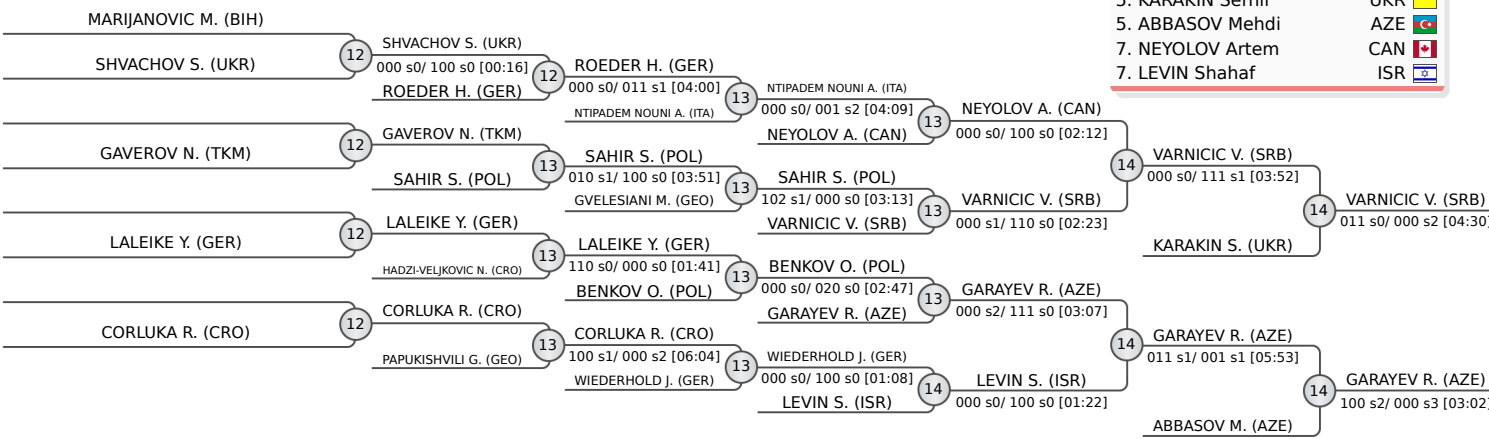 MARIJANOVIC M. (BIH)
SHVACHOV S. (UKR)
GAVEROV N. (TKM)
LALEIKE Y. (GER)
CORLUKA R. (CRO)
12
12
12
12
SHVACHOV S. (UKR)
000 s0/ 100 s0 [00:16]
ROEDER H. (GER)
GAVEROV N. (TKM)
SAHIR S. (POL)
LALEIKE Y. (GER)
HADZI-VELJKOVIC N. (CRO)
CORLUKA R. (CRO)
PAPUKISHVILI G. (GEO)
12
13
13
13
ROEDER H. (GER)
000 s0/ 011 s1 [04:00]
NTIPADEM NOUNI A. (ITA)
SAHIR S. (POL)
010 s1/ 100 s0 [03:51]
GVELESIANI M. (GEO)
LALEIKE Y. (GER)
110 s0/ 000 s0 [01:41]
BENKOV O. (POL)
CORLUKA R. (CRO)
100 s1/ 000 s2 [06:04]
WIEDERHOLD J. (GER)
13
13
13
13
NTIPADEM NOUNI A. (ITA)
000 s0/ 001 s2 [04:09]
NEYOLOV A. (CAN)
SAHIR S. (POL)
102 s1/ 000 s0 [03:13]
VARNICIC V. (SRB)
BENKOV O. (POL)
000 s0/ 020 s0 [02:47]
GARAYEV R. (AZE)
WIEDERHOLD J. (GER)
000 s0/ 100 s0 [01:08]
LEVIN S. (ISR)
13
13
13
14
NEYOLOV A. (CAN)
000 s0/ 100 s0 [02:12]
VARNICIC V. (SRB)
000 s1/ 110 s0 [02:23]
GARAYEV R. (AZE)
000 s2/ 111 s0 [03:07]
LEVIN S. (ISR)
000 s0/ 100 s0 [01:22]
14
14
VARNICIC V. (SRB)
000 s0/ 111 s1 [03:52]
KARAKIN S. (UKR)
GARAYEV R. (AZE)
011 s1/ 001 s1 [05:53]
ABBASOV M. (AZE)
14
14
VARNICIC V. (SRB)
011 s0/ 000 s2 [04:30]
GARAYEV R. (AZE)
100 s2/ 000 s3 [03:02]
5. KARAKIN Semil UKR
5. ABBASOV Mehdi AZE
7. NEYOLOV Artem CAN
7. LEVIN Shahaf ISR